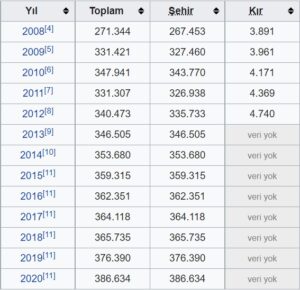 Yıl Toplam Şehir Kır
2008[4] 271.344 267.453 3.891
2009[5] 331.421 327.460 3.961
2010[6] 347.941 343.770 4.171
2011[7] 331.307 326.938 4.369
2012[8] 340.473 335.733 4.740
2013[9] 346.505 346.505 veri yok
2014[10] 353.680 353.680 veri yok
2015[11] 359.315 359.315 veri yok
2016[11] 362.351 362.351 veri yok
2017[11] 364.118 364.118 veri yok
2018[11] 365.735 365.735 veri yok
2019[11] 376.390 376.390 veri yok
2020[11] 386.634 386.634 veri yok